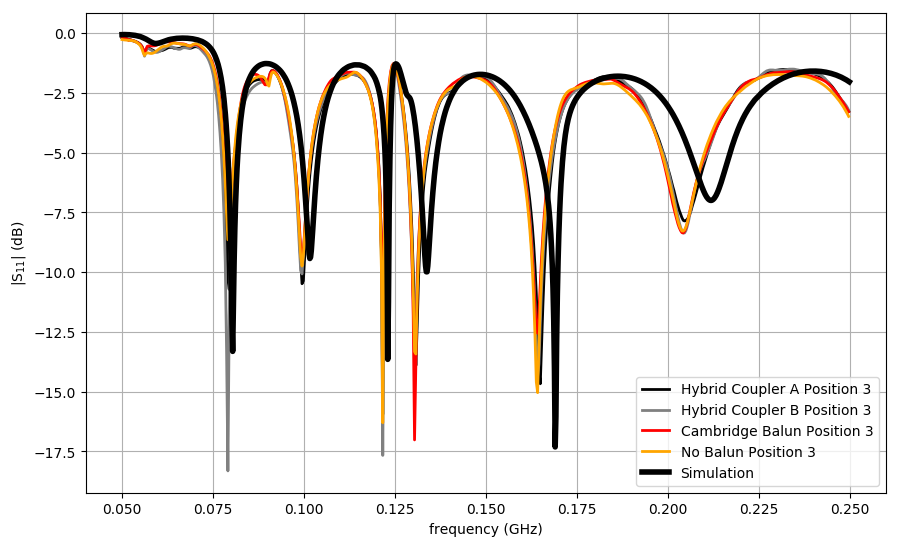 0.0
−2.5
−5.0
−7.5
−10.0
−12.5
−15.0
−17.5
|S₁₁| (dB)
Hybrid Coupler A Position 3
Hybrid Coupler B Position 3
Cambridge Balun Position 3
No Balun Position 3
Simulation
0.050 0.075 0.100 0.125 0.150 0.175 0.200 0.225 0.250
frequency (GHz)